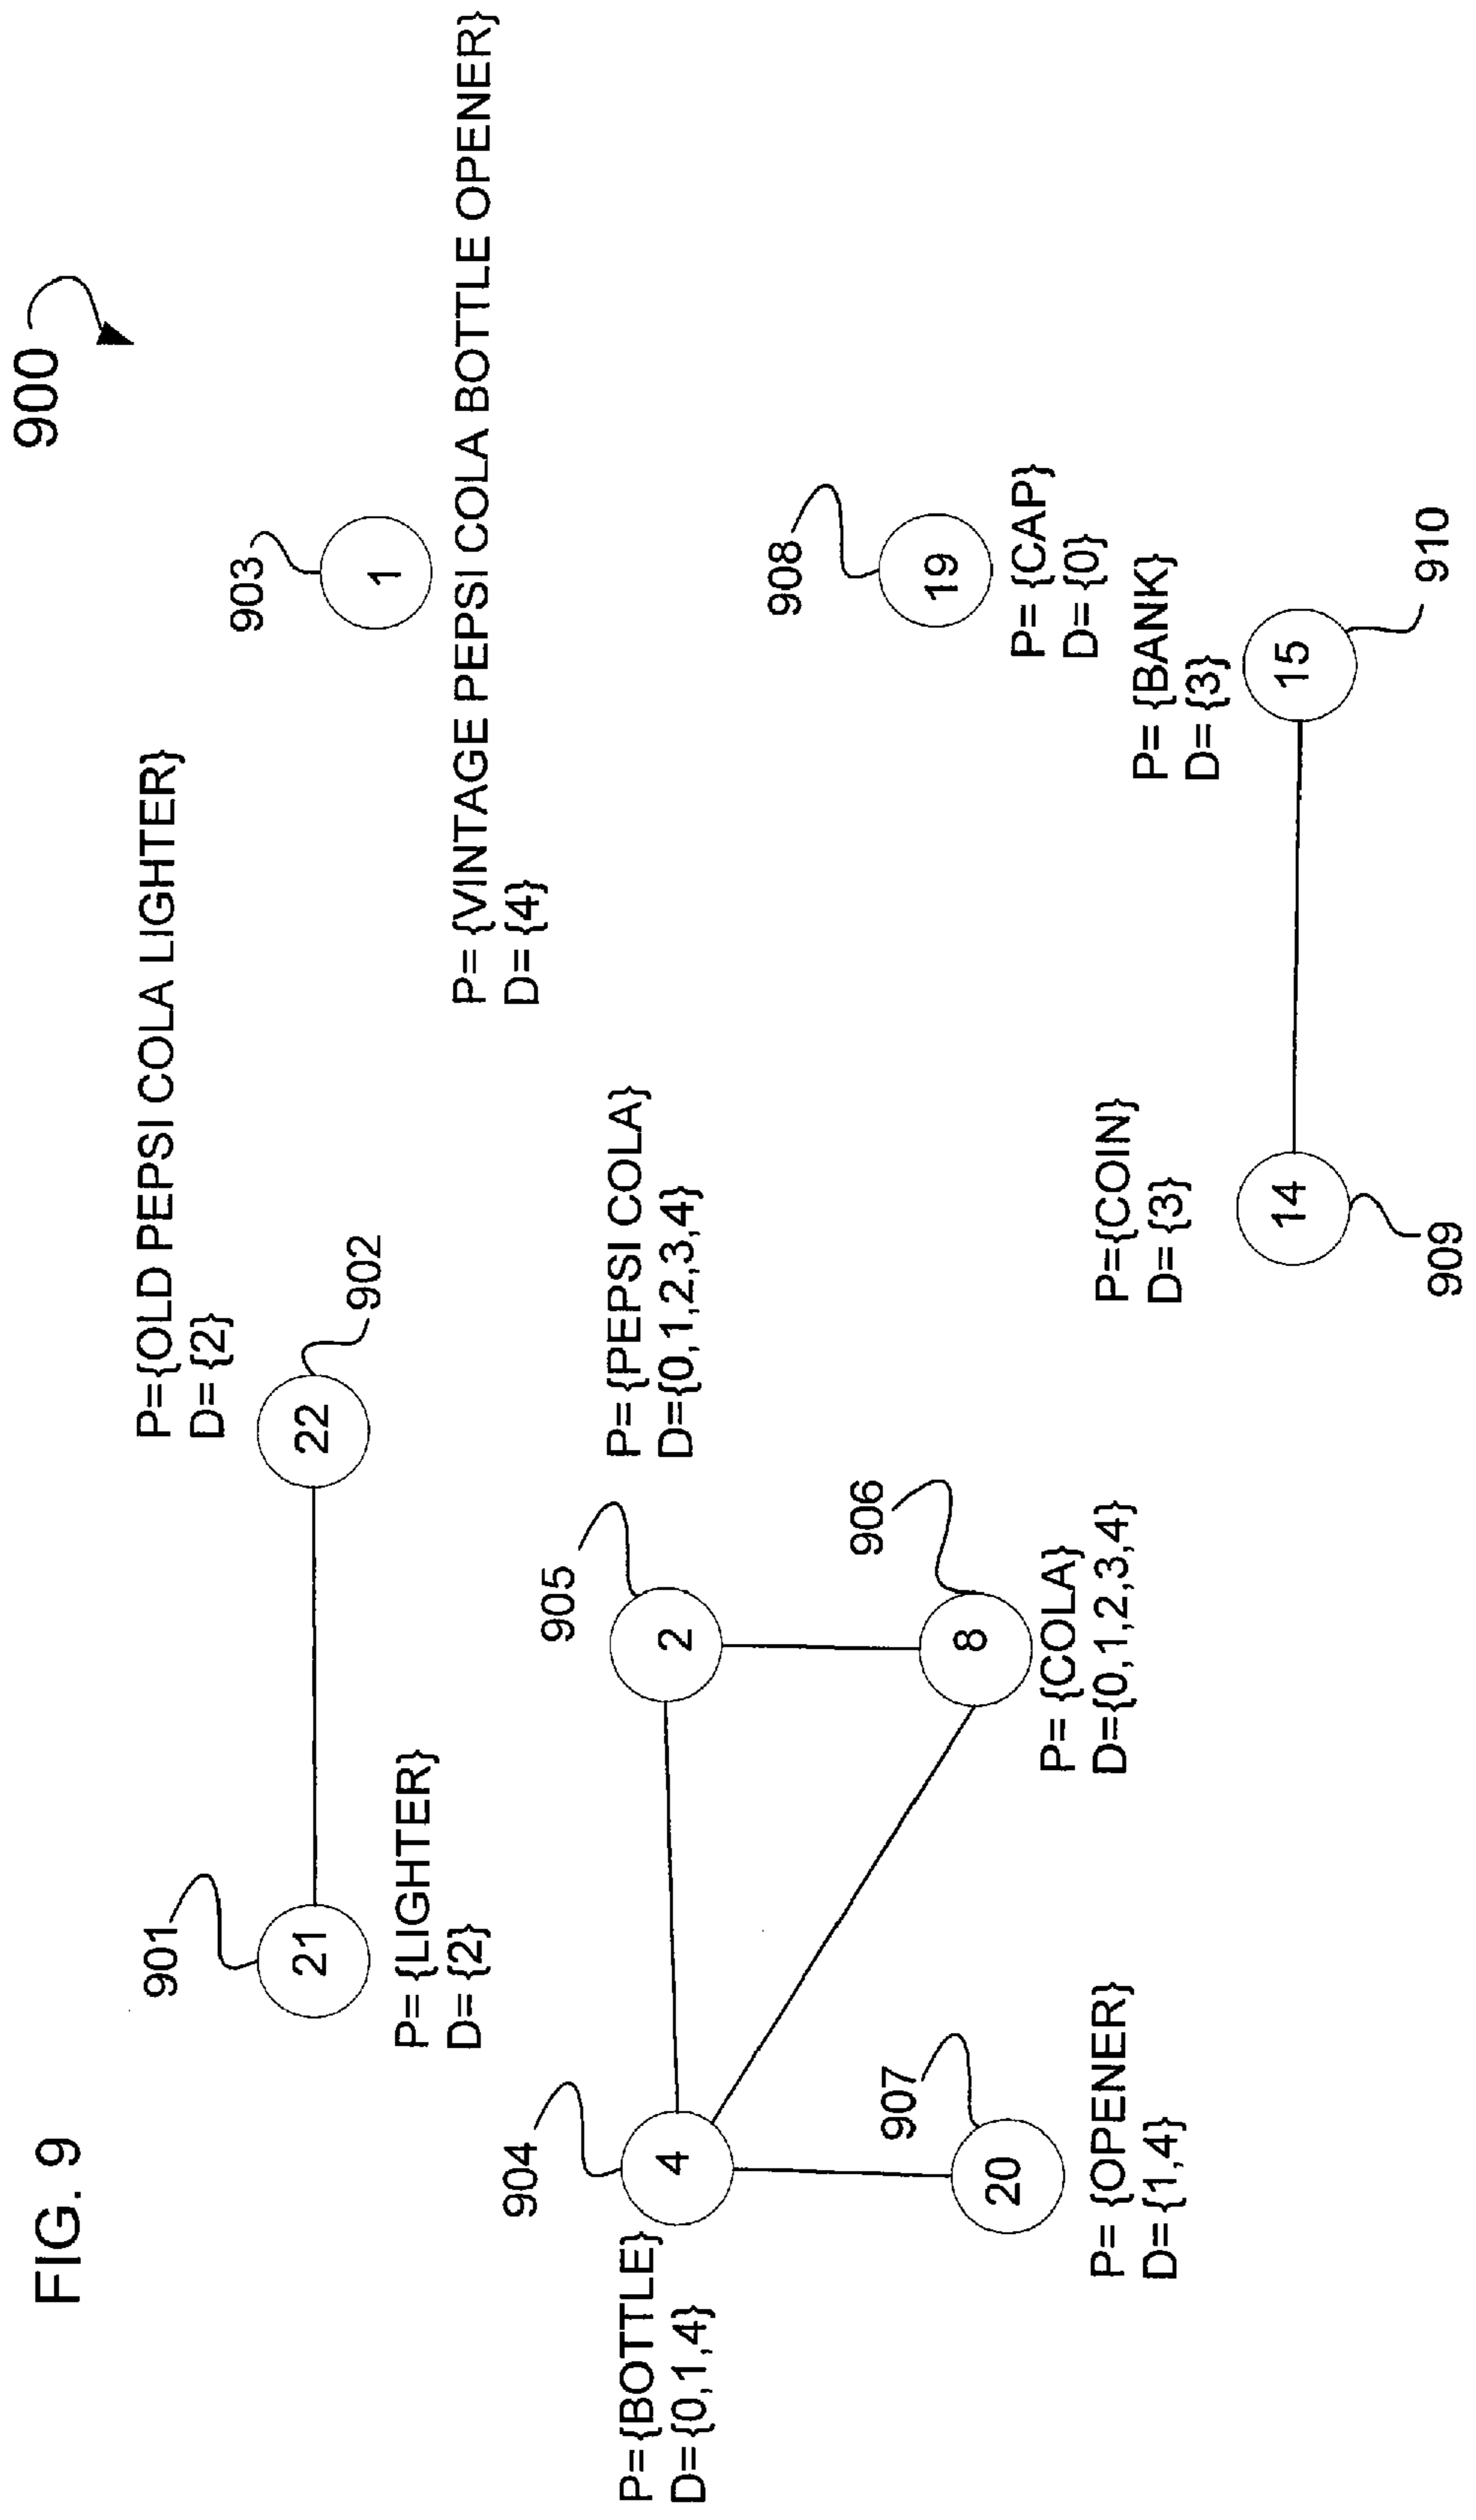 FIG. 9
900
P={OLD PEPSI COLA LIGHTER}
D={2}
901
21
22
902
P={LIGHTER}
D={2}
903
1
P={VINTAGE PEPSI COLA BOTTLE OPENER}
D={4}
904
P={BOTTLE}
D={0,1,4}
4
905
2
P={PEPSI COLA}
D={0,1,2,3,4}
906
8
P={COLA}
D={0,1,2,3,4}
907
20
P={OPENER}
D={1,4}
908
19
P={CAP}
D={0}
P={COIN}
D={3}
14
909
P={BANK}
D={3}
15
910